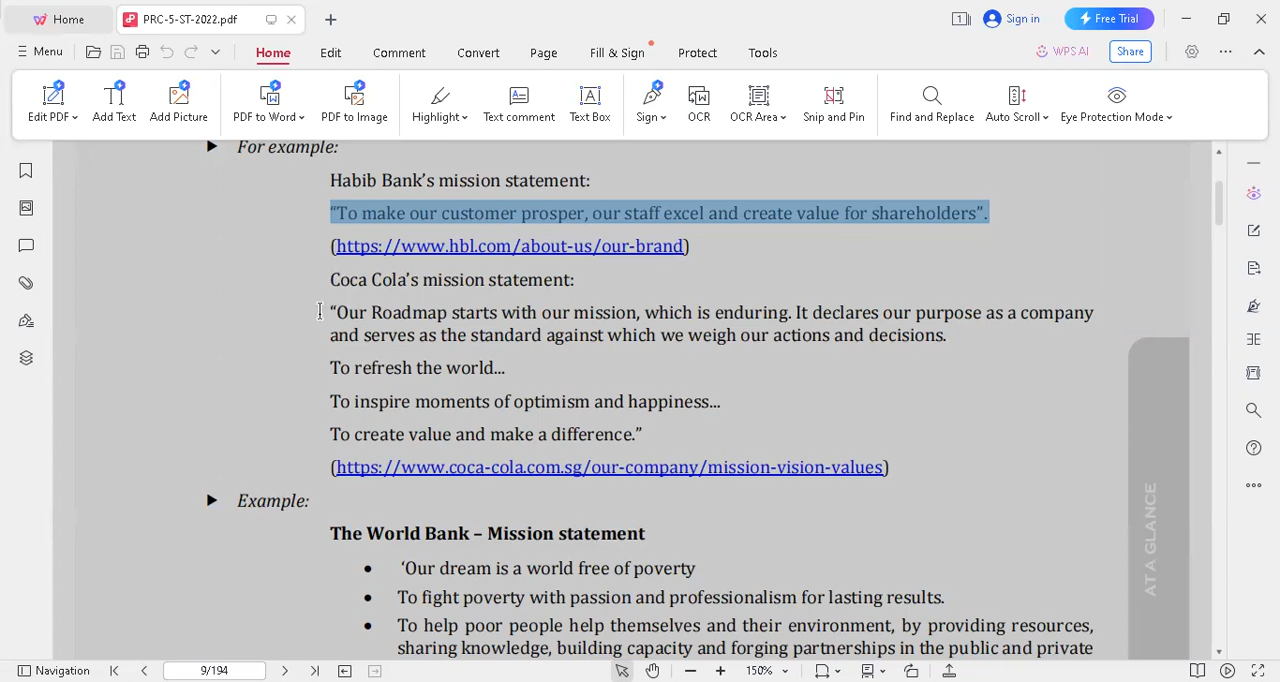 Home PRC-5-ST-2022.pdf Sign in Free Trial
Menu Home Edit Comment Convert Page Fill & Sign Protect Tools WPS AI Share
Edit PDF Add Text Add Picture PDF to Word PDF to Image Highlight Text comment Text Box Sign OCR OCR Area Snip and Pin Find and Replace Auto Scroll Eye Protection Mode
For example:
Habib Bank’s mission statement:
“To make our customer prosper, our staff excel and create value for shareholders”.
(https://www.hbl.com/about-us/our-brand)
Coca Cola’s mission statement:
“Our Roadmap starts with our mission, which is enduring. It declares our purpose as a company
and serves as the standard against which we weigh our actions and decisions.
To refresh the world...
To inspire moments of optimism and happiness...
To create value and make a difference.”
(https://www.coca-cola.com.sg/our-company/mission-vision-values)
Example:
The World Bank – Mission statement
• ‘Our dream is a world free of poverty
• To fight poverty with passion and professionalism for lasting results.
• To help poor people help themselves and their environment, by providing resources,
sharing knowledge, building capacity and forging partnerships in the public and private
AT A GLANCE
Navigation 9/194 150%